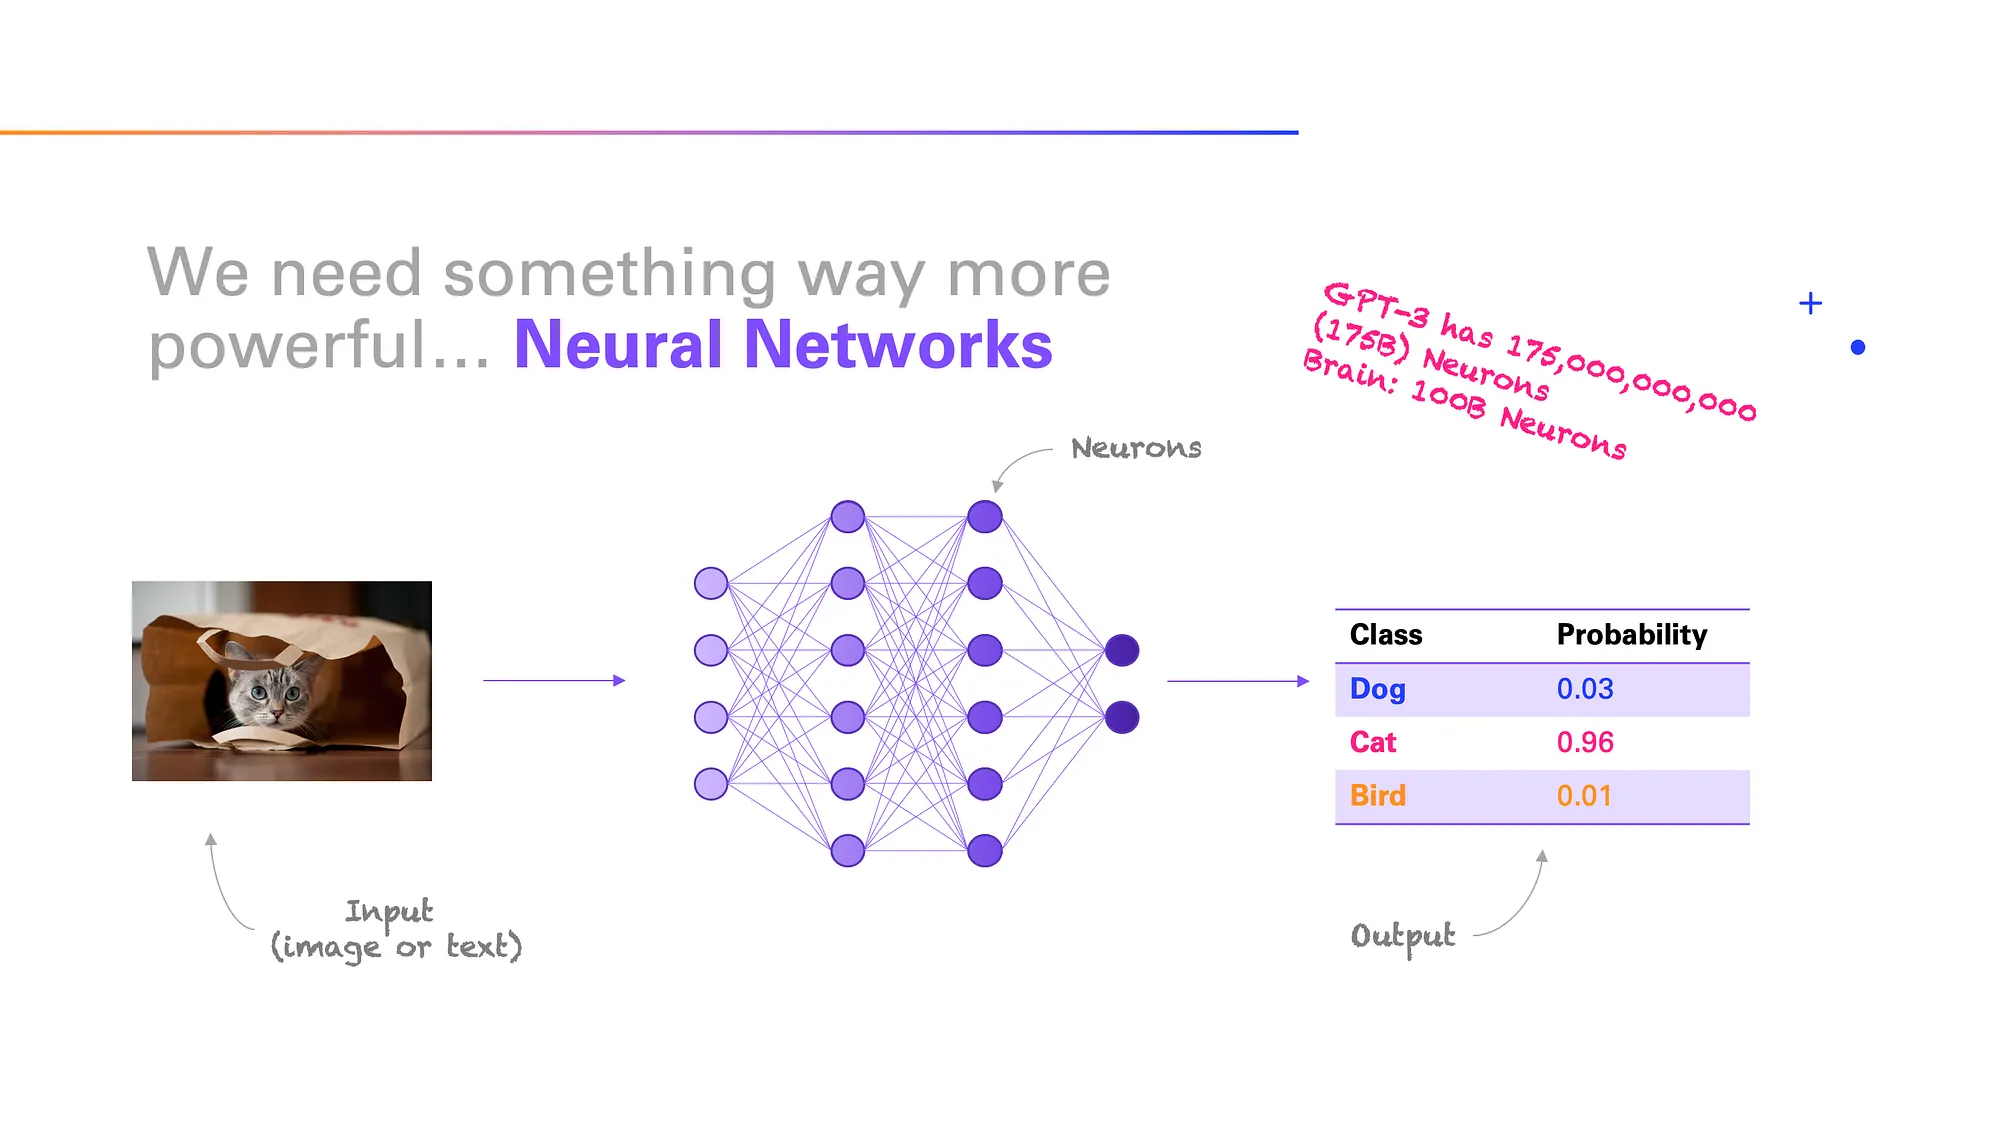 We need something way more
powerful... Neural Networks
GPT-3 has 175,000,000,000
(175B) Neurons
Brain: 100B Neurons
Neurons
Class Probability
Dog 0.03
Cat 0.96
Bird 0.01
Input
(image or text)
Output